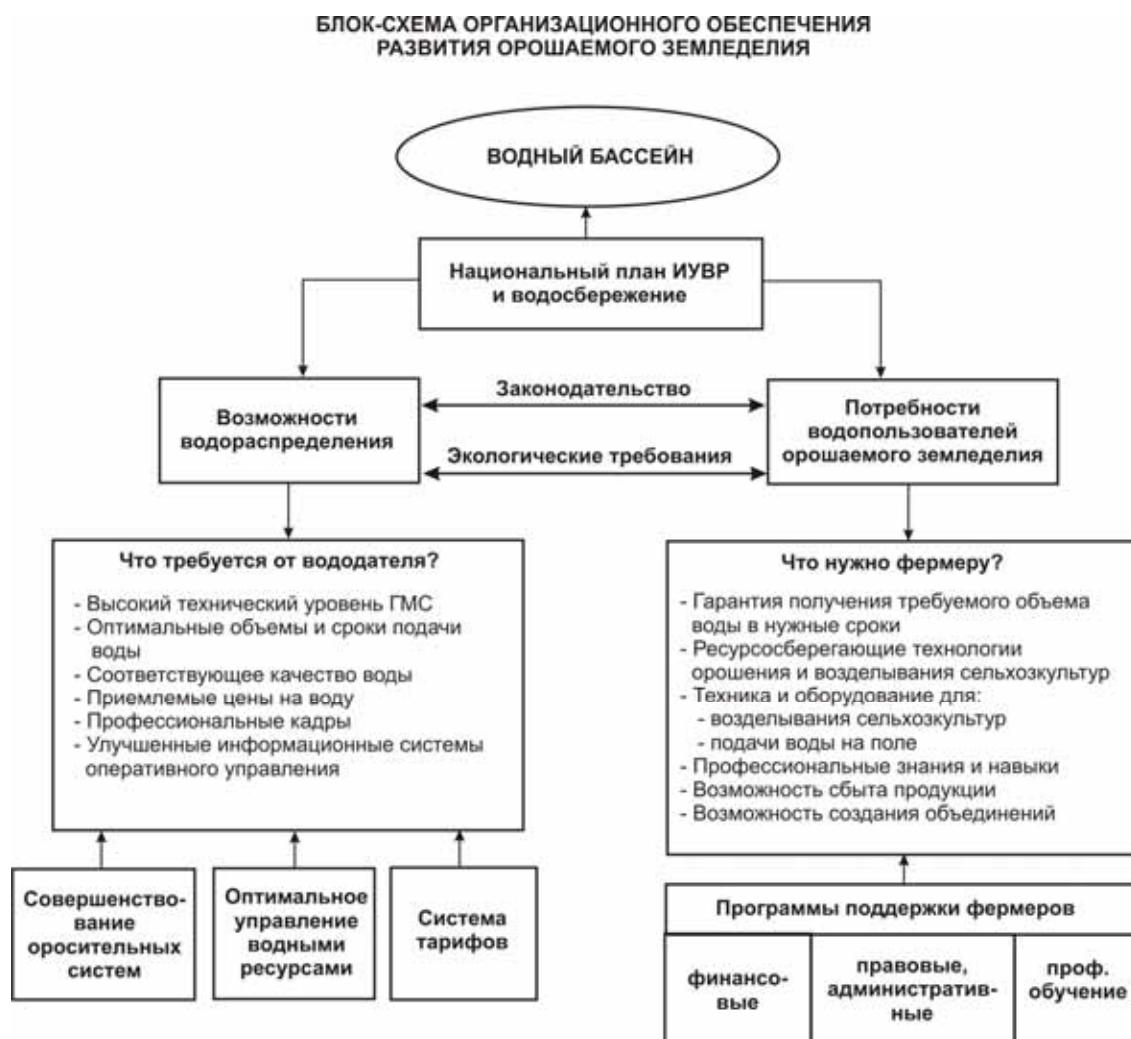 БЛОК-СХЕМА ОРГАНИЗАЦИОННОГО ОБЕСПЕЧЕНИЯ
РАЗВИТИЯ ОРОШАЕМОГО ЗЕМЛЕДЕЛИЯ
ВОДНЫЙ БАССЕЙН
Национальный план ИУВР
и водосбережение
Возможности
водораспределения
Законодательство
Экологические требования
Потребности
водопользователей
орошаемого земледелия
Что требуется от вододателя?
- Высокий технический уровень ГМС
- Оптимальные объемы и сроки подачи
воды
- Соответствующее качество воды
- Приемлемые цены на воду
- Профессиональные кадры
- Улучшенные информационные системы
оперативного управления
Что нужно фермеру?
- Гарантия получения требуемого объема
воды в нужные сроки
- Ресурсосберегающие технологии
орошения и возделывания сельхозкультур
- Техника и оборудование для:
- возделывания сельхозкультур
- подачи воды на поле
- Профессиональные знания и навыки
- Возможность сбыта продукции
- Возможность создания объединений
Совершенство-
вание
оросительных
систем
Оптимальное
управление
водными
ресурсами
Система
тарифов
Программы поддержки фермеров
финансо-
вые
правовые,
административ-
ные
проф.
обучение